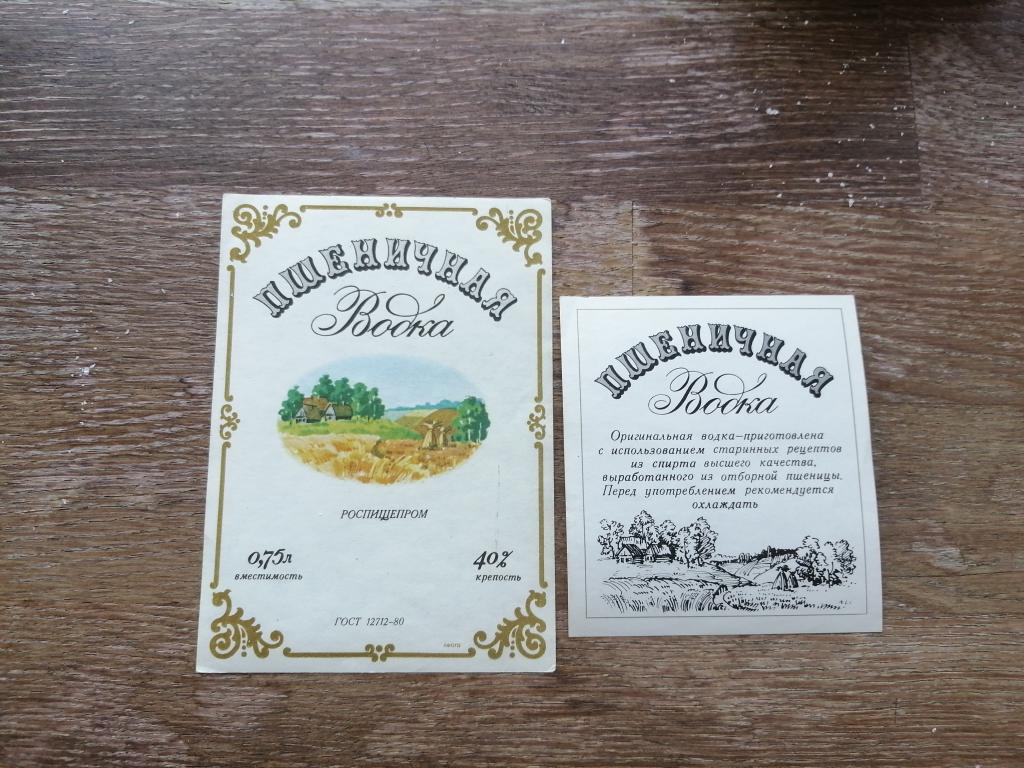 ПШЕНИЧНАЯ
Водка
РОСПИЩЕПРОМ
0,75л
вместимость
40%
крепость
ГОСТ 12712–80
ПШЕНИЧНАЯ
Водка
Оригинальная водка–приготовлена
с использованием старинных рецептов
из спирта высшего качества,
выработанного из отборной пшеницы.
Перед употреблением рекомендуется
охлаждать